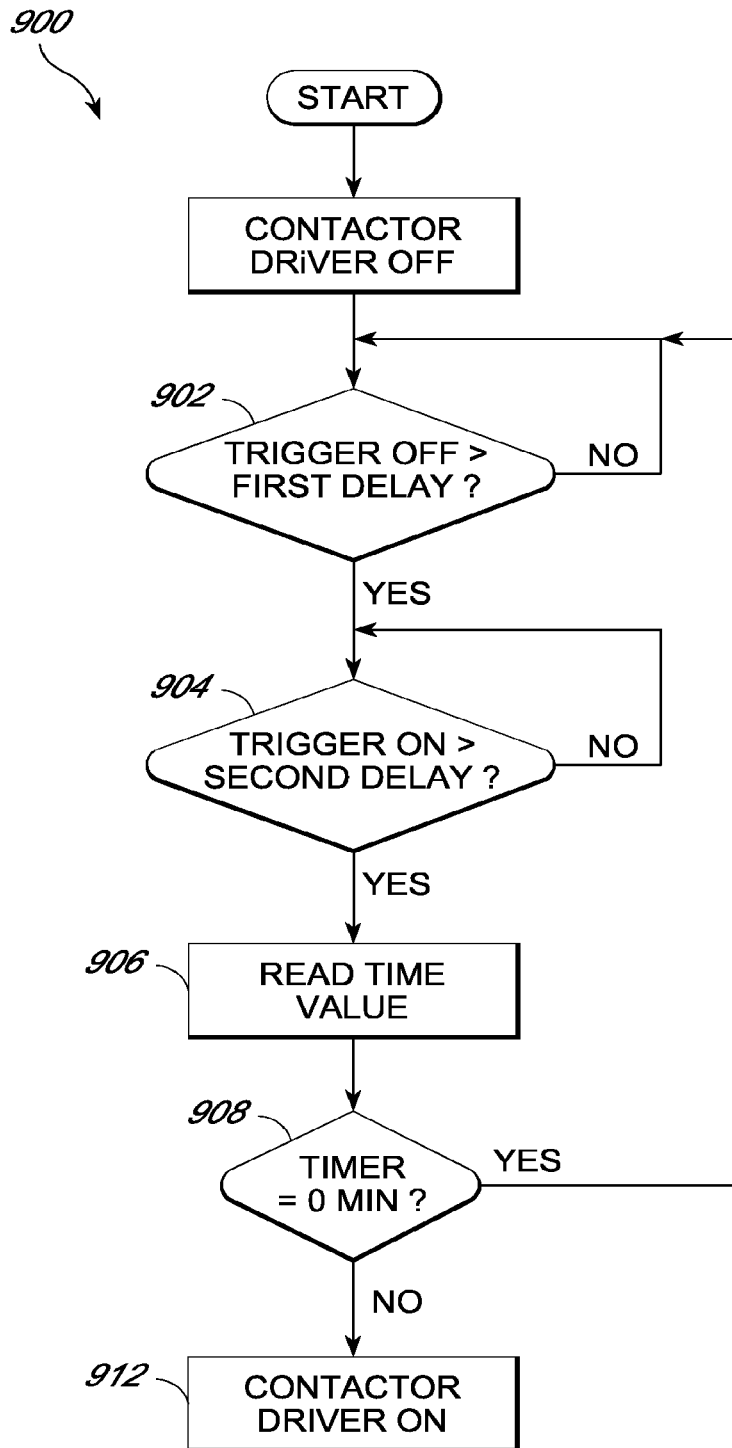 900
START
CONTACTOR
DRiVER OFF
902
TRIGGER OFF >
FIRST DELAY ?
NO
YES
904
TRIGGER ON >
SECOND DELAY ?
NO
YES
906
READ TIME
VALUE
908
TIMER
= 0 MIN ?
YES
NO
912
CONTACTOR
DRIVER ON